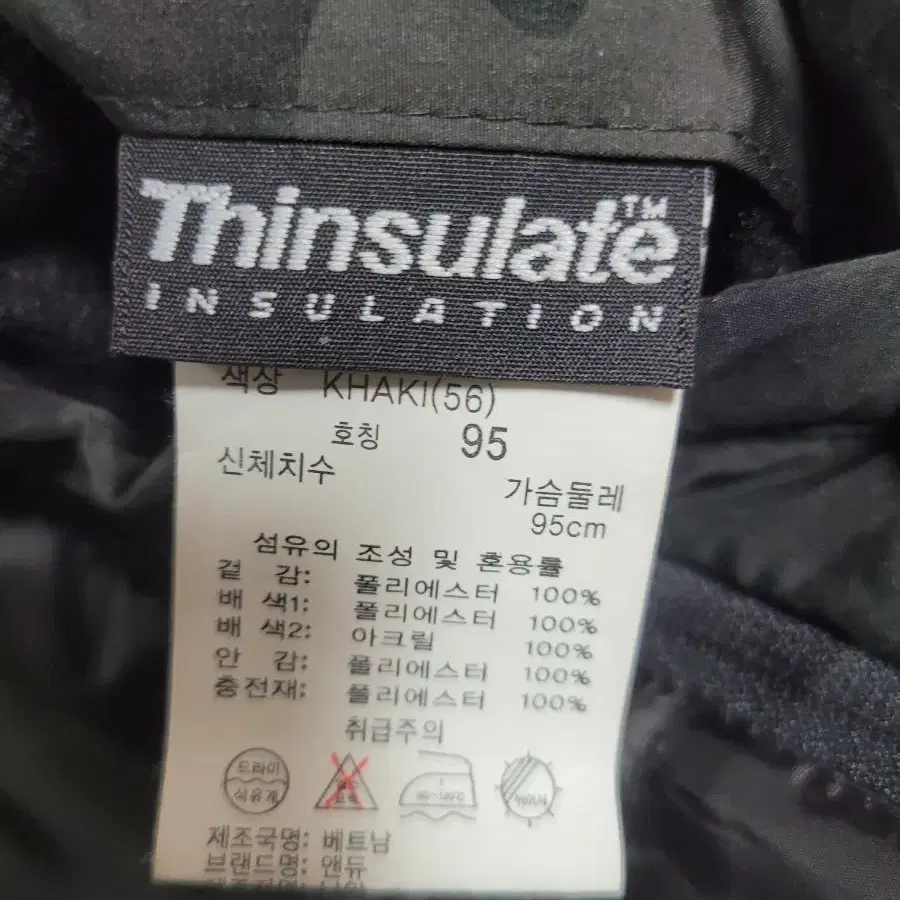 Thinsulate™
INSULATION
색상 KHAKI(56)
호칭 95
신체치수
가슴둘레
95cm
섬유의 조성 및 혼용률
겉 감: 폴리에스터 100%
배 색1: 폴리에스터 100%
배 색2: 아크릴 100%
안 감: 폴리에스터 100%
충전재: 폴리에스터 100%
취급주의
드라이
석유계
제조국명: 베트남
브랜드명: 앤듀